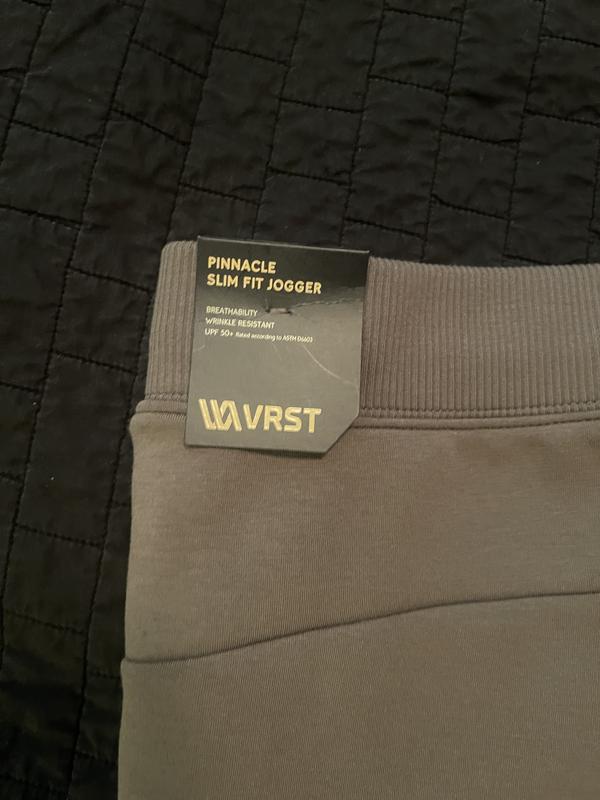 PINNACLE
SLIM FIT JOGGER
BREATHABILITY
WRINKLE RESISTANT
UPF 50+ Rated according to ASTM D6603
VRST